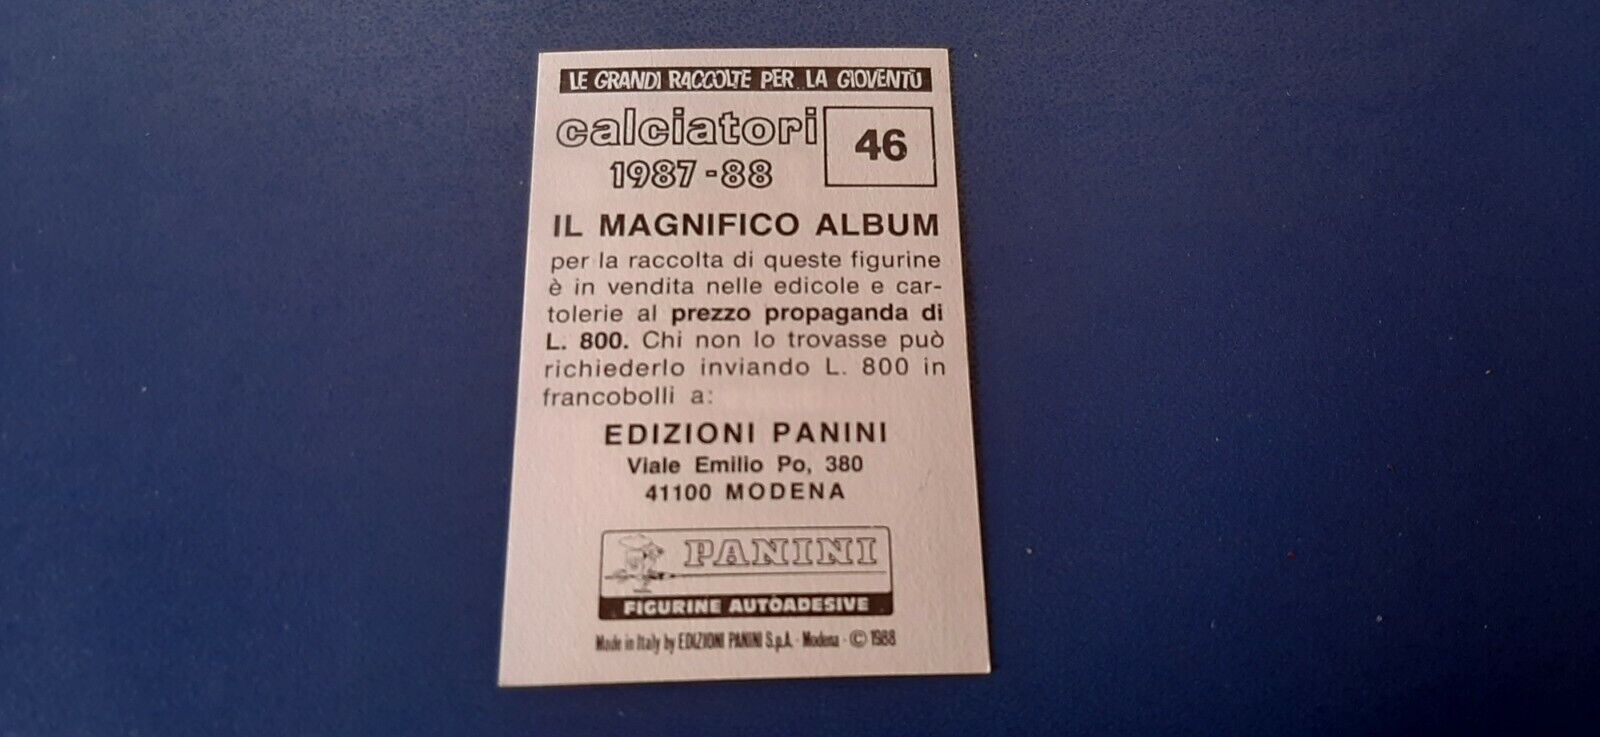 LE GRANDI RACCOLTE PER LA GIOVENTÙ
calciatori
1987-88
46
IL MAGNIFICO ALBUM
per la raccolta di queste figurine
è in vendita nelle edicole e car-
tolerie al prezzo propaganda di
L. 800. Chi non lo trovasse può
richiederlo inviando L. 800 in
francobolli a:
EDIZIONI PANINI
Viale Emilio Po, 380
41100 MODENA
PANINI
FIGURINE AUTOADESIVE
Made in Italy by EDIZIONI PANINI S.p.A. - Modena - © 1988